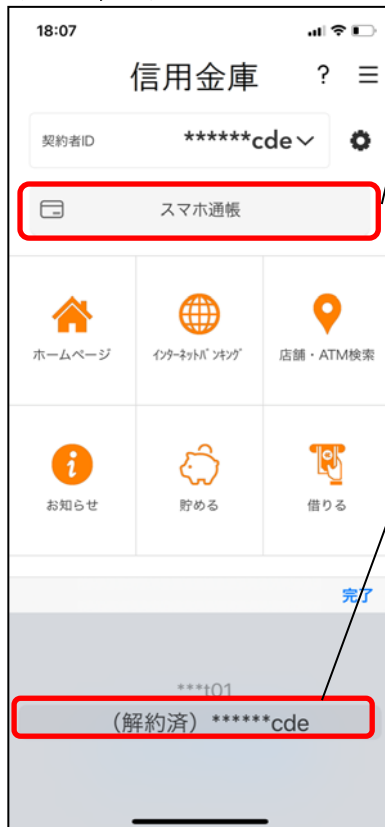 18:07
信用金庫 ?
契約者ID ******cde
スマホ通帳
ホームページ インターネットバンキング 店舗・ATM検索
お知らせ 貯める 借りる
完了
***t01
（解約済）******cde